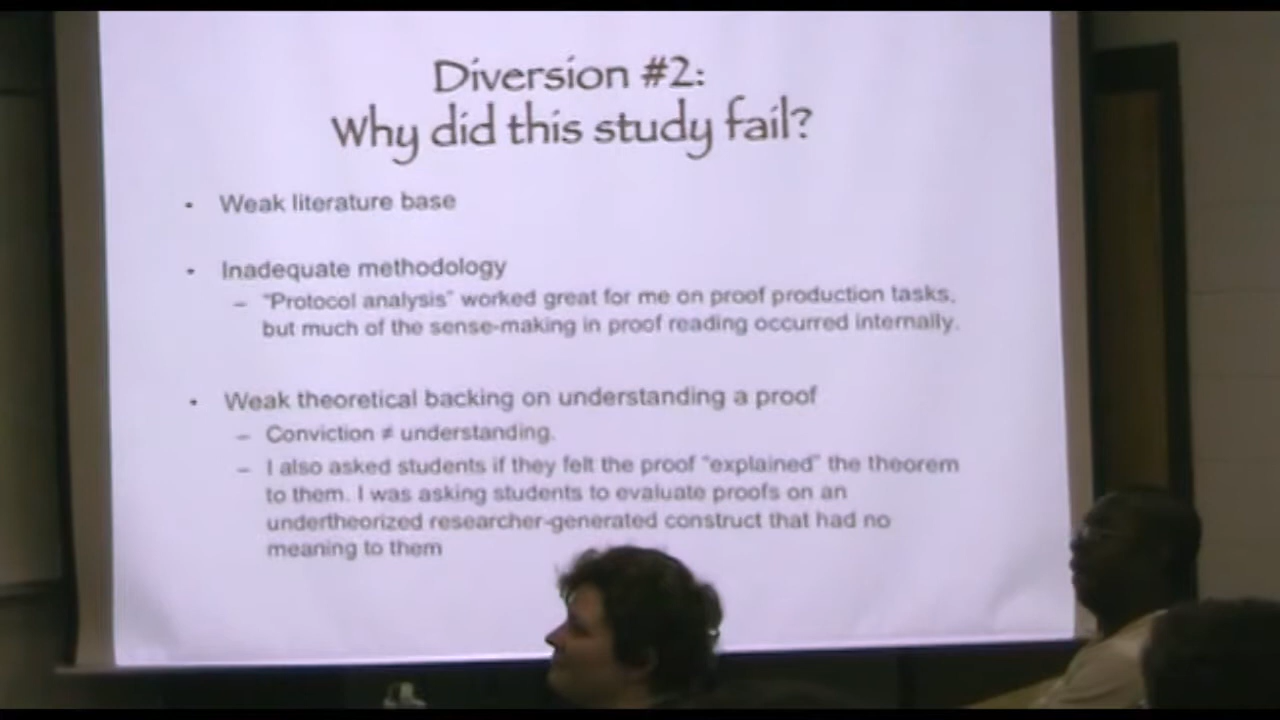 Diversion #2:
Why did this study fail?
• Weak literature base
• Inadequate methodology
– "Protocol analysis" worked great for me on proof production tasks,
but much of the sense-making in proof reading occurred internally.
• Weak theoretical backing on understanding a proof
– Conviction ≠ understanding.
– I also asked students if they felt the proof "explained" the theorem
to them. I was asking students to evaluate proofs on an
undertheorized researcher-generated construct that had no
meaning to them